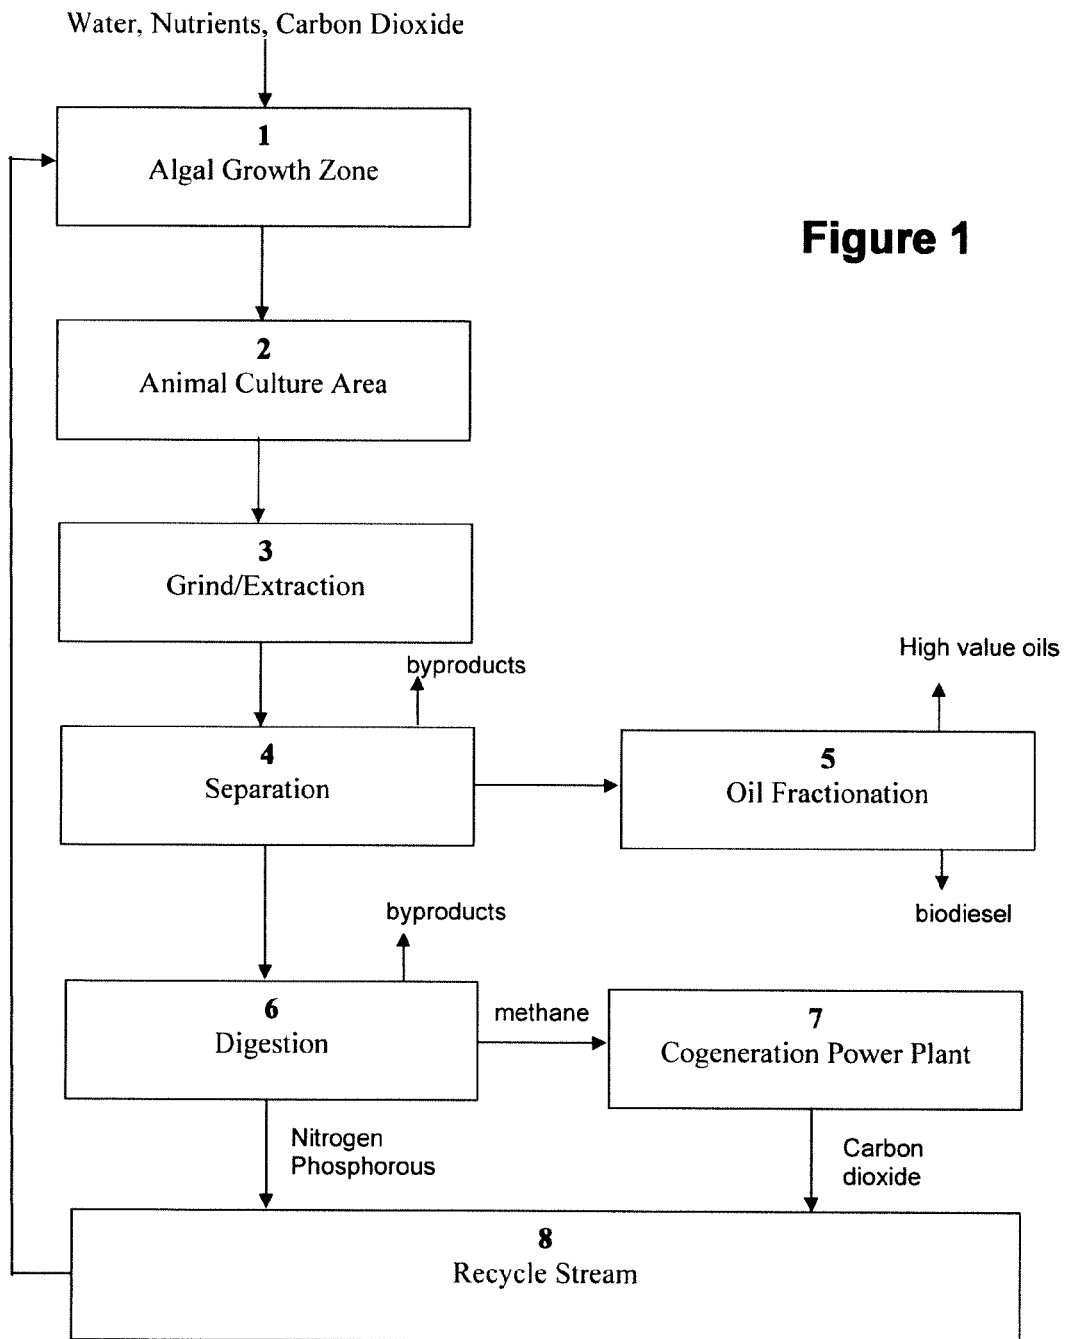 Water, Nutrients, Carbon Dioxide
1
Algal Growth Zone
Figure 1
2
Animal Culture Area
3
Grind/Extraction
byproducts
High value oils
4
Separation
5
Oil Fractionation
byproducts
biodiesel
6
Digestion
methane
7
Cogeneration Power Plant
Nitrogen
Phosphorous
Carbon
dioxide
8
Recycle Stream